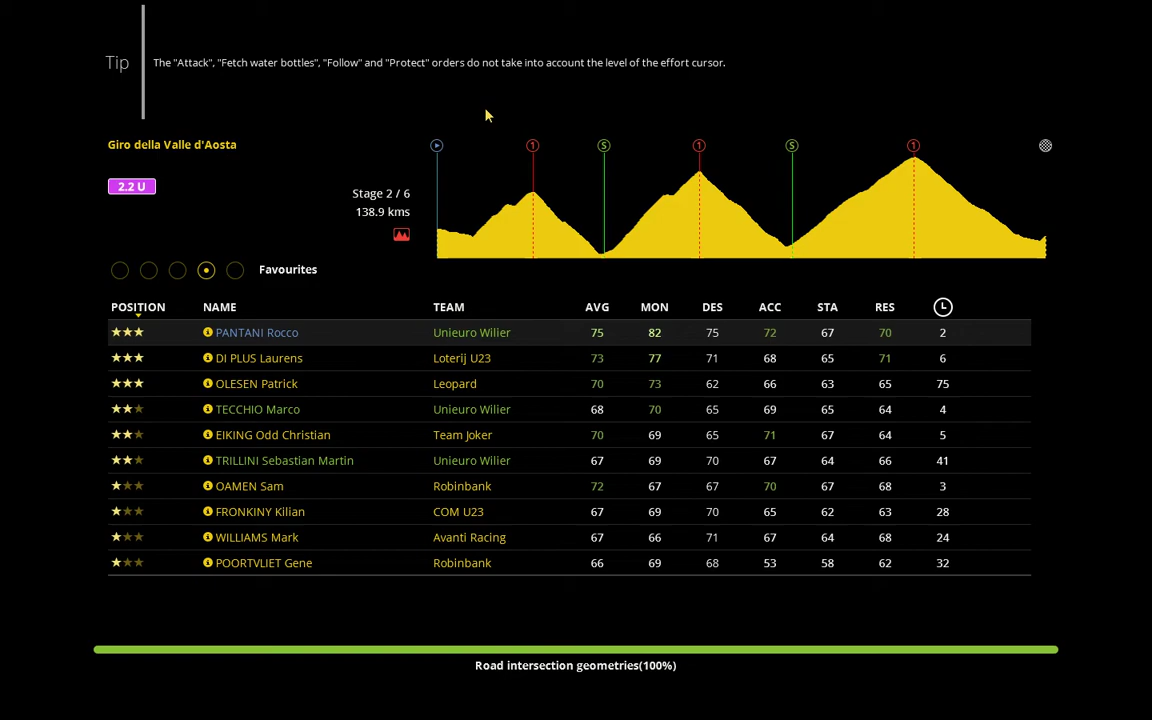 Tip
The "Attack", "Fetch water bottles", "Follow" and "Protect" orders do not take into account the level of the effort cursor.
Giro della Valle d'Aosta
1 S 1 S 1
2.2 U
Stage 2 / 6
138.9 kms
Favourites
POSITION NAME TEAM AVG MON DES ACC STA RES
PANTANI Rocco Unieuro Wilier 75 82 75 72 67 70 2
DI PLUS Laurens Loterij U23 73 77 71 68 65 71 6
OLESEN Patrick Leopard 70 73 62 66 63 65 75
TECCHIO Marco Unieuro Wilier 68 70 65 69 65 64 4
EIKING Odd Christian Team Joker 70 69 65 71 67 64 5
TRILLINI Sebastian Martin Unieuro Wilier 67 69 70 67 64 66 41
OAMEN Sam Robinbank 72 67 67 70 67 68 3
FRONKINY Kilian COM U23 67 69 70 65 62 63 28
WILLIAMS Mark Avanti Racing 67 66 71 67 64 68 24
POORTVLIET Gene Robinbank 66 69 68 53 58 62 32
Road intersection geometries(100%)